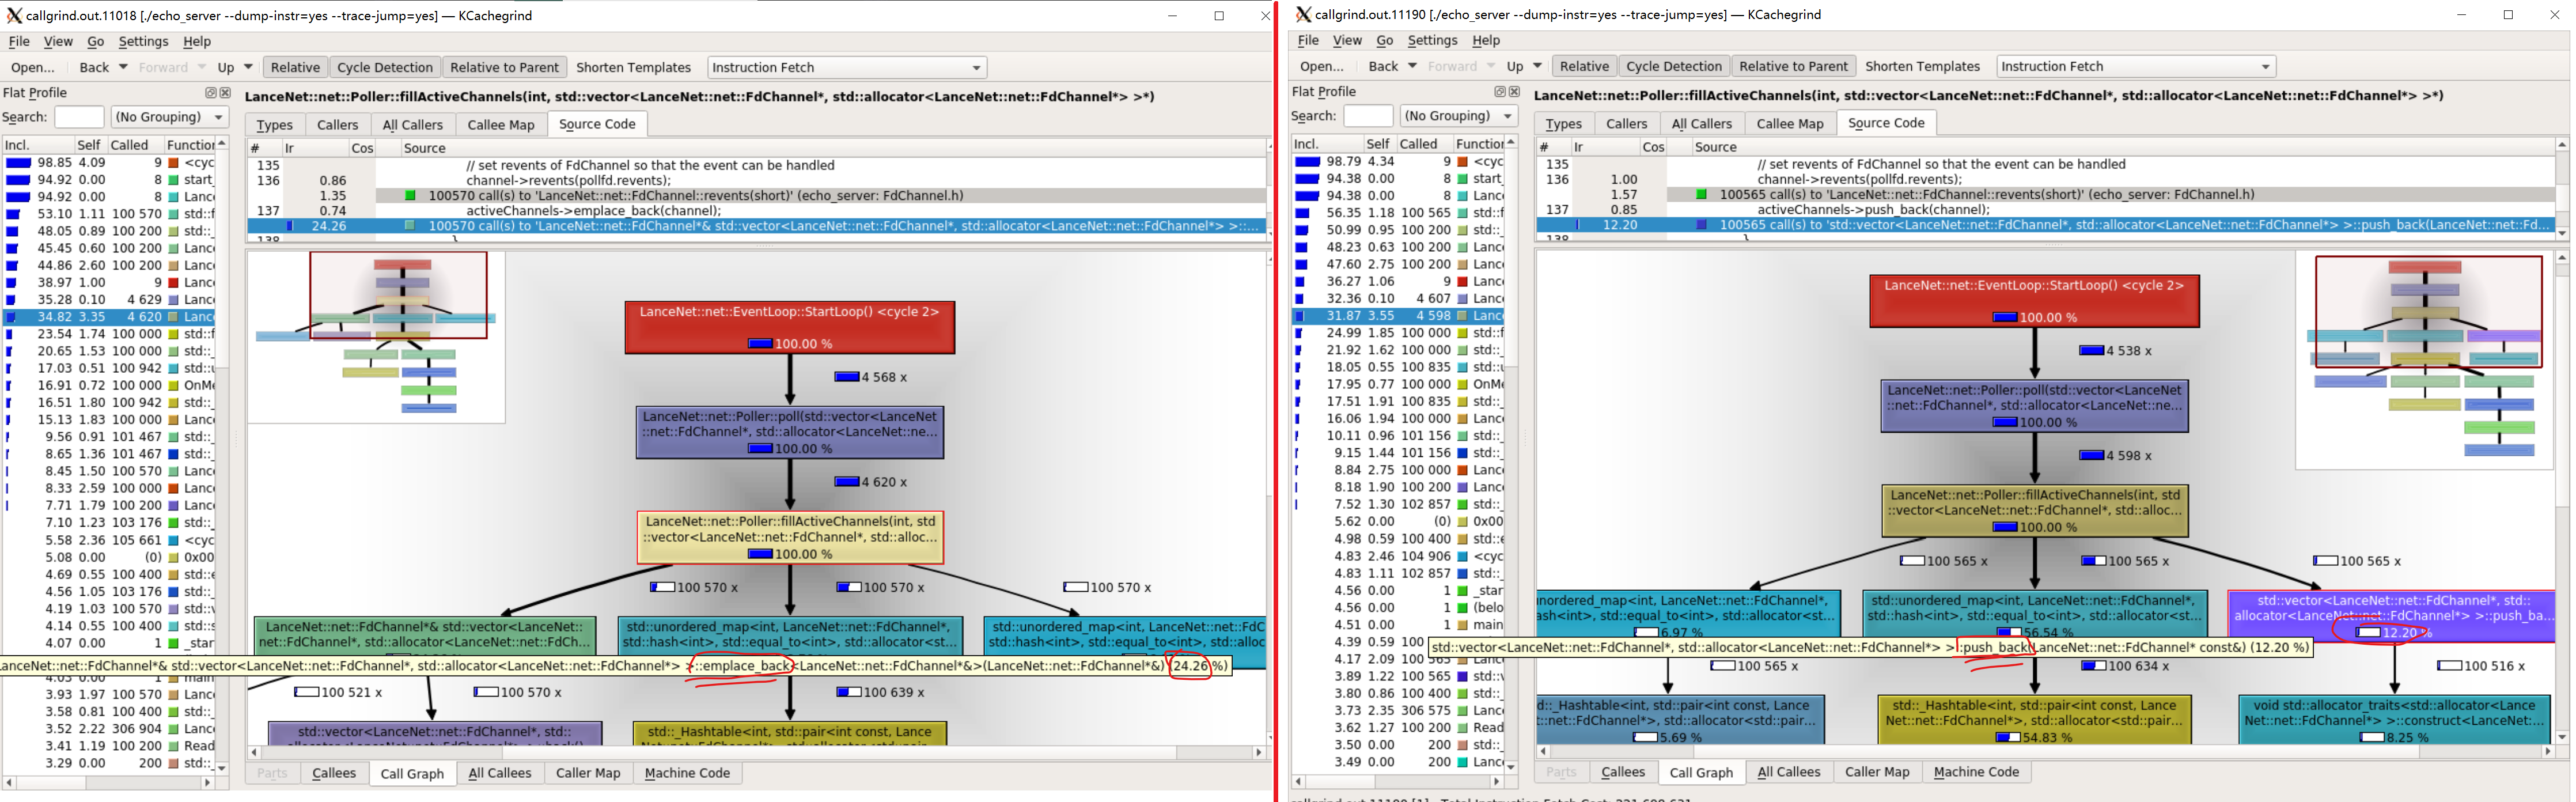 callgrind.out.11018 [./echo_server --dump-instr=yes --trace-jump=yes] — KCachegrind
File View Go Settings Help
Open... Back Forward Up Relative Cycle Detection Relative to Parent Shorten Templates Instruction Fetch
Flat Profile
Search: (No Grouping)
Incl. Self Called Function
98.85 4.09 9 <cyc
94.92 0.00 8 start_
94.92 0.00 8 Lance
53.10 1.11 100 570 std::f
48.05 0.89 100 200 std::_
45.45 0.60 100 200 Lance
44.86 2.60 100 200 Lance
38.97 1.00 9 Lance
35.28 0.10 4 629 Lance
34.82 3.35 4 620 Lance
23.54 1.74 100 000 std::f
20.65 1.53 100 000 std::_
17.03 0.51 100 942 std::u
16.91 0.72 100 000 OnMe
16.51 1.80 100 942 std::_
15.13 1.83 100 000 Lance
9.56 0.91 101 467 std::_
8.65 1.36 101 467 std::_
8.45 1.50 100 570 Lance
8.33 2.59 100 000 Lance
7.71 1.79 100 200 Lance
7.10 1.23 103 176 std::_
5.58 2.36 105 661 <cyc
5.08 0.00 (0) 0x00
4.69 0.55 100 400 std::e
4.56 1.05 103 176 std::_
4.19 1.03 100 570 std::v
4.14 0.55 100 400 std::s
4.07 0.00 1 _star
4.03 0.00 1 main
3.93 1.97 100 570 Lance
3.58 0.81 100 400 std::_
3.52 2.22 306 904 Lance
3.41 1.19 100 200 Read
3.29 0.00 200 std::_
LanceNet::net::Poller::fillActiveChannels(int, std::vector<LanceNet::net::FdChannel*, std::allocator<LanceNet::net::FdChannel*> >*)
Types Callers All Callers Callee Map Source Code
# Ir Cos Source
135 // set revents of FdChannel so that the event can be handled
136 0.86 channel->revents(pollfd.revents);
1.35 100570 call(s) to 'LanceNet::net::FdChannel::revents(short)' (echo_server: FdChannel.h)
137 0.74 activeChannels->emplace_back(channel);
24.26 100570 call(s) to 'LanceNet::net::FdChannel*& std::vector<LanceNet::net::FdChannel*, std::allocator<LanceNet::net::FdChannel*> >::...
138 }
LanceNet::net::EventLoop::StartLoop() <cycle 2>
100.00 %
4 568 x
LanceNet::net::Poller::poll(std::vector<LanceNet
::net::FdChannel*, std::allocator<LanceNet::ne...
100.00 %
4 620 x
LanceNet::net::Poller::fillActiveChannels(int, std
::vector<LanceNet::net::FdChannel*, std::alloc...
100.00 %
100 570 x 100 570 x 100 570 x
LanceNet::net::FdChannel*& std::vector<LanceNet::
net::FdChannel*, std::allocator<LanceNet::net::FdCh...
std::unordered_map<int, LanceNet::net::FdChannel*,
std::hash<int>, std::equal_to<int>, std::allocator<st...
std::unordered_map<int, LanceNet::net::FdC
std::hash<int>, std::equal_to<int>, std::alloc
LanceNet::net::FdChannel*& std::vector<LanceNet::net::FdChannel*, std::allocator<LanceNet::net::FdChannel*> >::emplace_back<LanceNet::net::FdChannel*&>(LanceNet::net::FdChannel*&) (24.26 %)
100 521 x 100 570 x 100 639 x
std::vector<LanceNet::net::FdChannel*, std::
std::_Hashtable<int, std::pair<int const, Lance
Parts Callees Call Graph All Callees Caller Map Machine Code
callgrind.out.11190 [./echo_server --dump-instr=yes --trace-jump=yes] — KCachegrind
File View Go Settings Help
Open... Back Forward Up Relative Cycle Detection Relative to Parent Shorten Templates Instruction Fetch
Flat Profile
Search: (No Grouping)
Incl. Self Called Function
98.79 4.34 9 <cyc
94.38 0.00 8 start_
94.38 0.00 8 Lance
56.35 1.18 100 565 std::f
50.99 0.95 100 200 std::_
48.23 0.63 100 200 Lance
47.60 2.75 100 200 Lance
36.27 1.06 9 Lance
32.36 0.10 4 607 Lance
31.87 3.55 4 598 Lance
24.99 1.85 100 000 std::f
21.92 1.62 100 000 std::_
18.05 0.55 100 835 std::u
17.95 0.77 100 000 OnMe
17.51 1.91 100 835 std::_
16.06 1.94 100 000 Lance
10.11 0.96 101 156 std::_
9.15 1.44 101 156 std::_
8.84 2.75 100 000 Lance
8.18 1.90 100 200 Lance
7.52 1.30 102 857 std::_
5.62 0.00 (0) 0x00
4.98 0.59 100 400 std::e
4.83 2.46 104 906 <cyc
4.83 1.11 102 857 std::_
4.56 0.00 1 _star
4.56 0.00 1 (belo
4.51 0.00 1 main
4.39 0.59 100 400 std::s
4.17 2.09 100 565 Lance
3.89 1.22 100 565 std::v
3.80 0.86 100 400 std::_
3.73 2.35 306 575 Lance
3.62 1.27 100 200 Read
3.50 0.00 200 std::_
3.49 0.00 200 Lance
LanceNet::net::Poller::fillActiveChannels(int, std::vector<LanceNet::net::FdChannel*, std::allocator<LanceNet::net::FdChannel*> >*)
Types Callers All Callers Callee Map Source Code
# Ir Cos Source
135 // set revents of FdChannel so that the event can be handled
136 1.00 channel->revents(pollfd.revents);
1.57 100565 call(s) to 'LanceNet::net::FdChannel::revents(short)' (echo_server: FdChannel.h)
137 0.85 activeChannels->push_back(channel);
12.20 100565 call(s) to 'std::vector<LanceNet::net::FdChannel*, std::allocator<LanceNet::net::FdChannel*> >::push_back(LanceNet::net::Fd...
138 }
LanceNet::net::EventLoop::StartLoop() <cycle 2>
100.00 %
4 538 x
LanceNet::net::Poller::poll(std::vector<LanceNet
::net::FdChannel*, std::allocator<LanceNet::ne...
100.00 %
4 598 x
LanceNet::net::Poller::fillActiveChannels(int, std
::vector<LanceNet::net::FdChannel*, std::alloc...
100.00 %
100 565 x 100 565 x 100 565 x
unordered_map<int, LanceNet::net::FdChannel*,
hash<int>, std::equal_to<int>, std::allocator<st...
6.97 %
std::unordered_map<int, LanceNet::net::FdChannel*,
std::hash<int>, std::equal_to<int>, std::allocator<st...
56.54 %
std::vector<LanceNet::net::FdChannel*, std::
allocator<LanceNet::net::FdChannel*> >::push_ba...
12.20 %
std::vector<LanceNet::net::FdChannel*, std::allocator<LanceNet::net::FdChannel*> >::push_back(LanceNet::net::FdChannel* const&) (12.20 %)
100 565 x 100 634 x 100 516 x
d::_Hashtable<int, std::pair<int const, Lance
t::net::FdChannel*>, std::allocator<std::pair...
5.69 %
std::_Hashtable<int, std::pair<int const, Lance
Net::net::FdChannel*>, std::allocator<std::pair...
54.83 %
void std::allocator_traits<std::allocator<Lance
Net::net::FdChannel*> >::construct<LanceNet:...
8.25 %
Parts Callees Call Graph All Callees Caller Map Machine Code